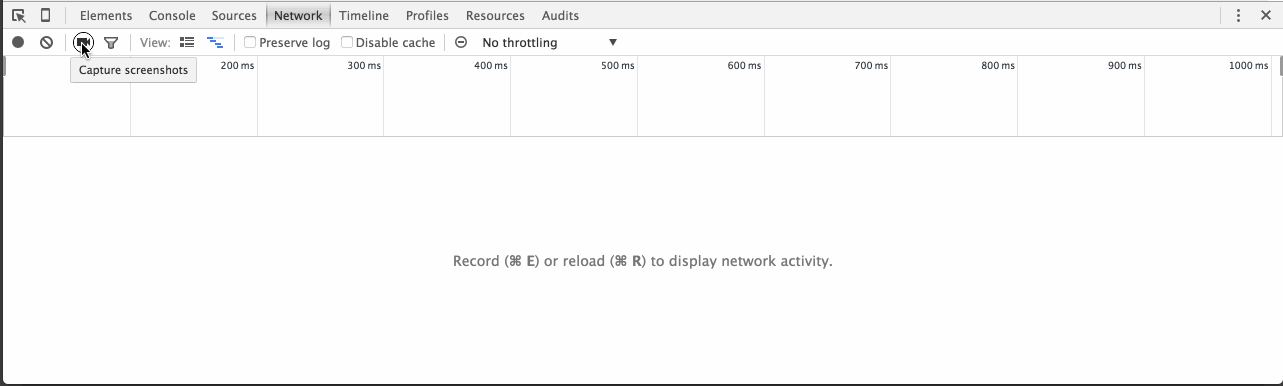 Elements Console Sources Network Timeline Profiles Resources Audits
View: Preserve log Disable cache No throttling
Capture screenshots
200 ms 300 ms 400 ms 500 ms 600 ms 700 ms 800 ms 900 ms 1000 ms
Record (⌘ E) or reload (⌘ R) to display network activity.